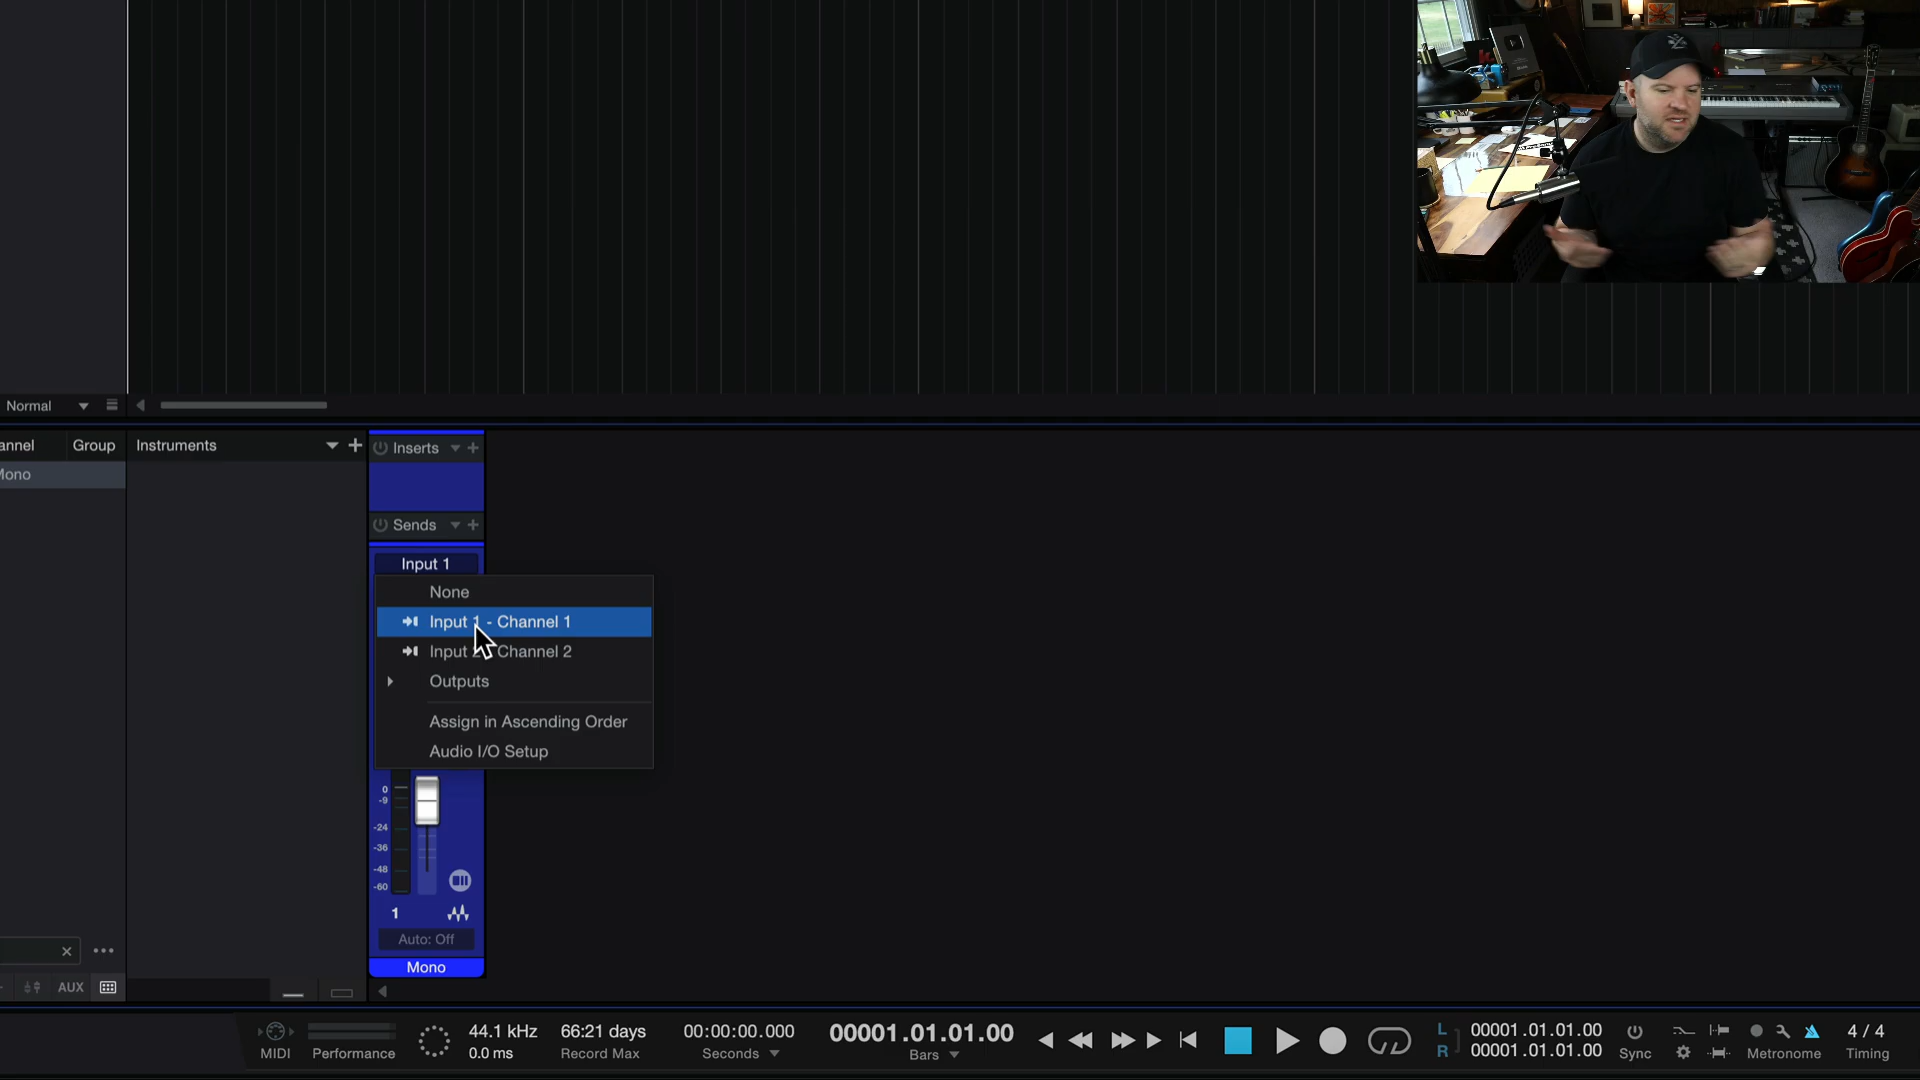 Normal
annel
Group
Instruments
Mono
Inserts
Sends
Input 1
None
Input 1 - Channel 1
Input 2 - Channel 2
Outputs
Assign in Ascending Order
Audio I/O Setup
0
-9
-24
-36
-48
-60
1
Auto: Off
Mono
AUX
MIDI
Performance
44.1 kHz
0.0 ms
66:21 days
Record Max
00:00:00.000
Seconds
00001.01.01.00
Bars
L 00001.01.01.00
R 00001.01.01.00
Sync
Metronome
4 / 4
Timing